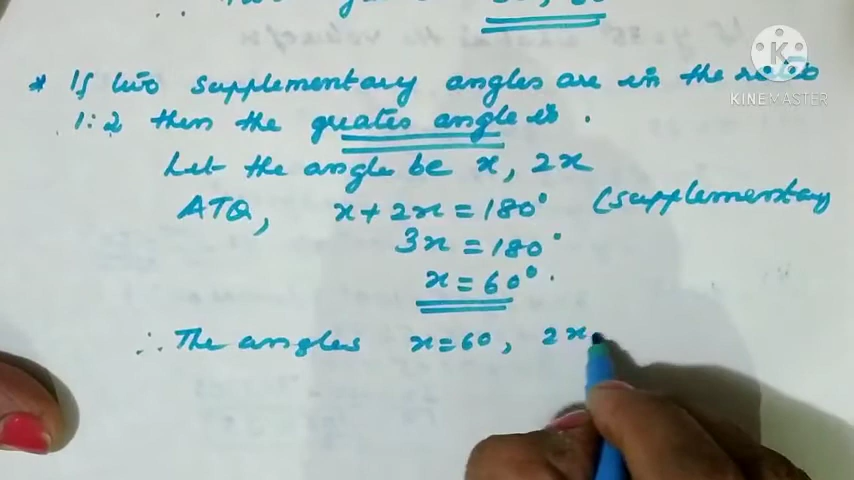 * If two supplementary angles are in the ratio
1:2 then the greates angle is .
Let the angle be x, 2x
ATQ, x + 2x = 180° (supplementary
3x = 180°
x = 60°.
∴ The angles x = 60, 2x
KINEMASTER